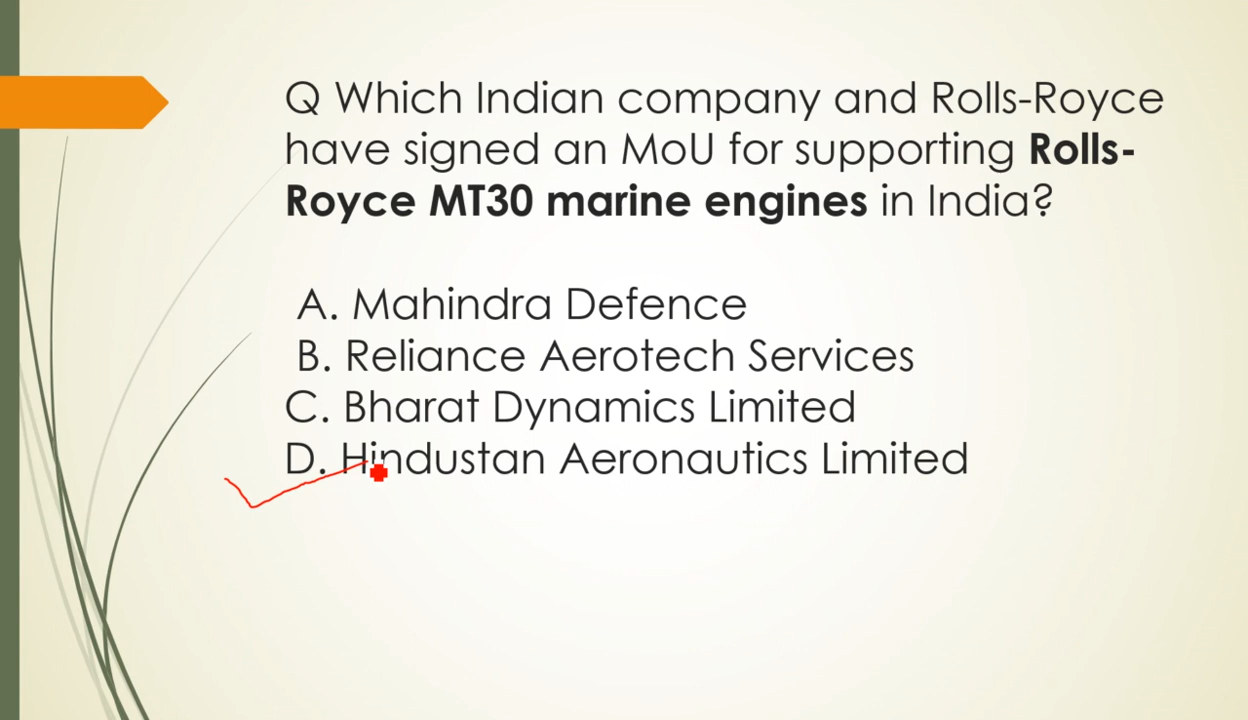 Q Which Indian company and Rolls-Royce
have signed an MoU for supporting Rolls-
Royce MT30 marine engines in India?
A. Mahindra Defence
B. Reliance Aerotech Services
C. Bharat Dynamics Limited
D. Hindustan Aeronautics Limited